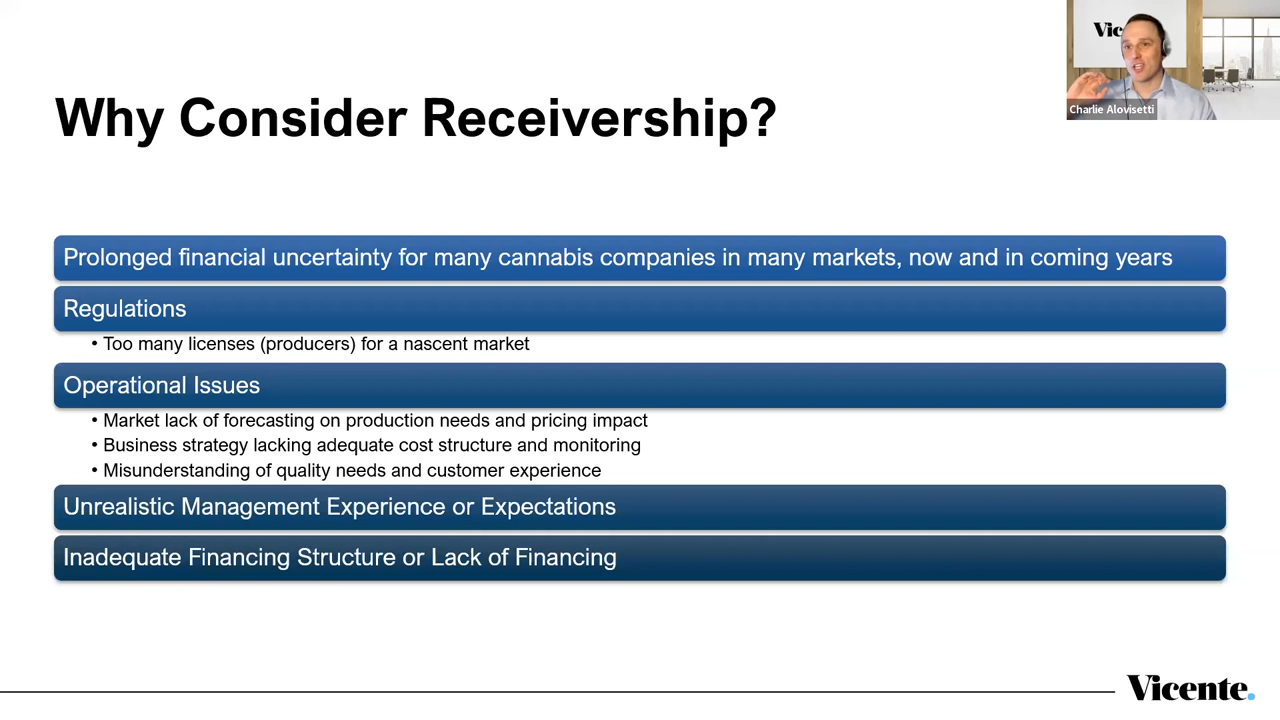 Vic
Charlie Alovisetti
Why Consider Receivership?
Prolonged financial uncertainty for many cannabis companies in many markets, now and in coming years
Regulations
• Too many licenses (producers) for a nascent market
Operational Issues
• Market lack of forecasting on production needs and pricing impact
• Business strategy lacking adequate cost structure and monitoring
• Misunderstanding of quality needs and customer experience
Unrealistic Management Experience or Expectations
Inadequate Financing Structure or Lack of Financing
Vicente.